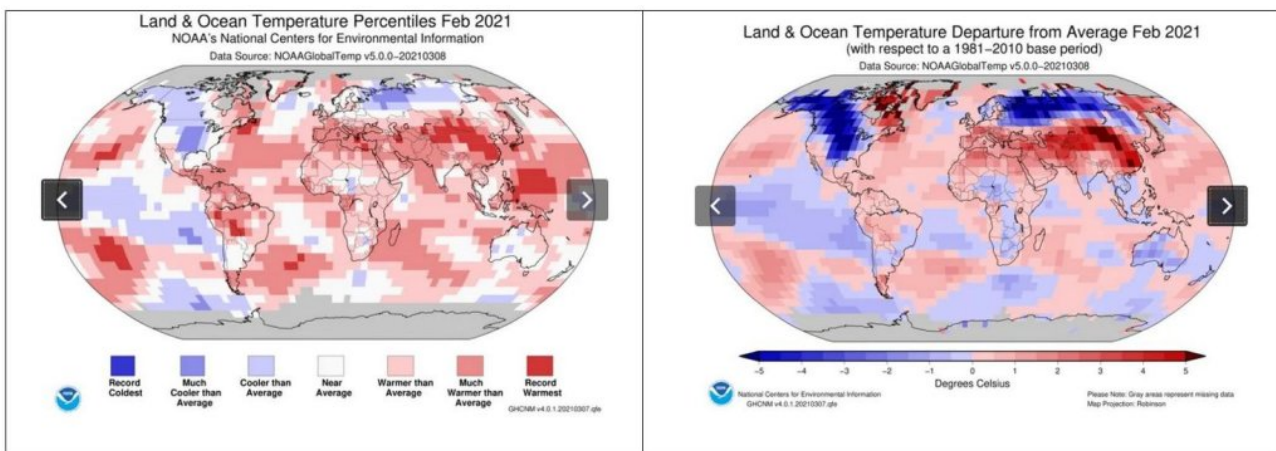 Land & Ocean Temperature Percentiles Feb 2021
NOAA's National Centers for Environmental Information
Data Source: NOAAGlobalTemp v5.0.0−20210308
Record
Coldest
Much
Cooler than
Average
Cooler than
Average
Near
Average
Warmer than
Average
Much
Warmer than
Average
Record
Warmest
GHCNM v4.0.1.20210307.qfe
Land & Ocean Temperature Departure from Average Feb 2021
(with respect to a 1981−2010 base period)
Data Source: NOAAGlobalTemp v5.0.0−20210308
−5 −4 −3 −2 −1 0 1 2 3 4 5
Degrees Celsius
National Centers for Environmental Information
GHCNM v4.0.1.20210307.qfe
Please Note: Gray areas represent missing data
Map Projection: Robinson